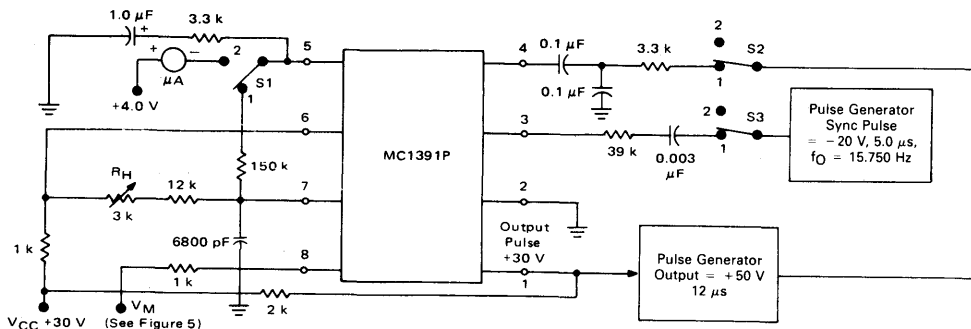 1.0 µF
+
3.3 k
5
+ −
µA
2
S1
1
+4.0 V
6
150 k
RH
3 k
12 k
7
1 k
6800 pF
8
1 k
2 k
VCC +30 V
VM
(See Figure 5)
MC1391P
4
0.1 µF
0.1 µF
3.3 k
2
1
S2
3
39 k
0.003
µF
2
1
S3
Pulse Generator
Sync Pulse
= −20 V, 5.0 µs,
fO = 15.750 Hz
2
Output
Pulse
+30 V
1
Pulse Generator
Output = +50 V
12 µs